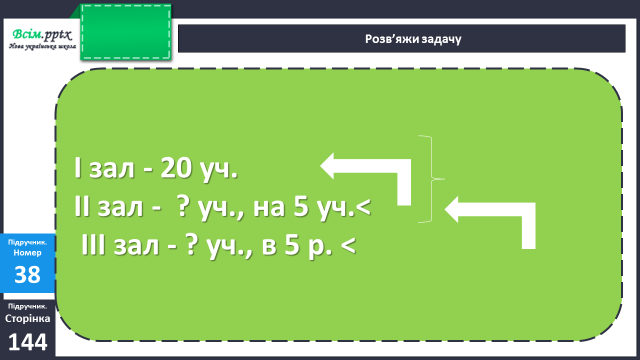 Всім.pptx
Нова українська школа
Розв'яжи задачу
І зал - 20 уч.
ІІ зал - ? уч., на 5 уч.<
ІІІ зал - ? уч., в 5 р. <
Підручник.
Номер
38
Підручник.
Сторінка
144